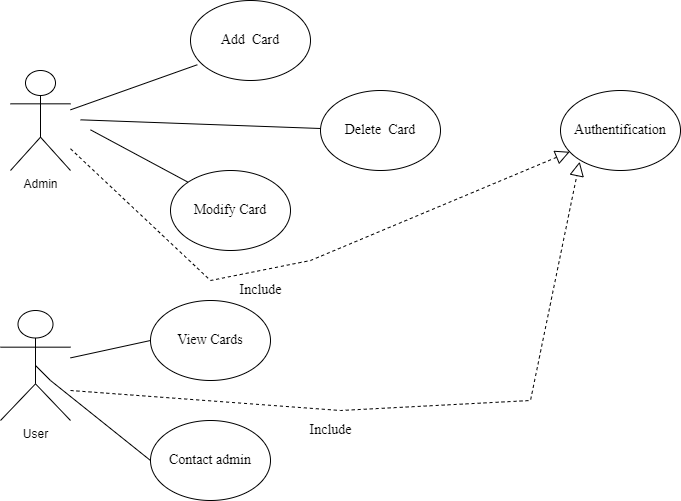 Add Card
Delete Card
Authentification
Admin
Modify Card
Include
View Cards
User
Include
Contact admin